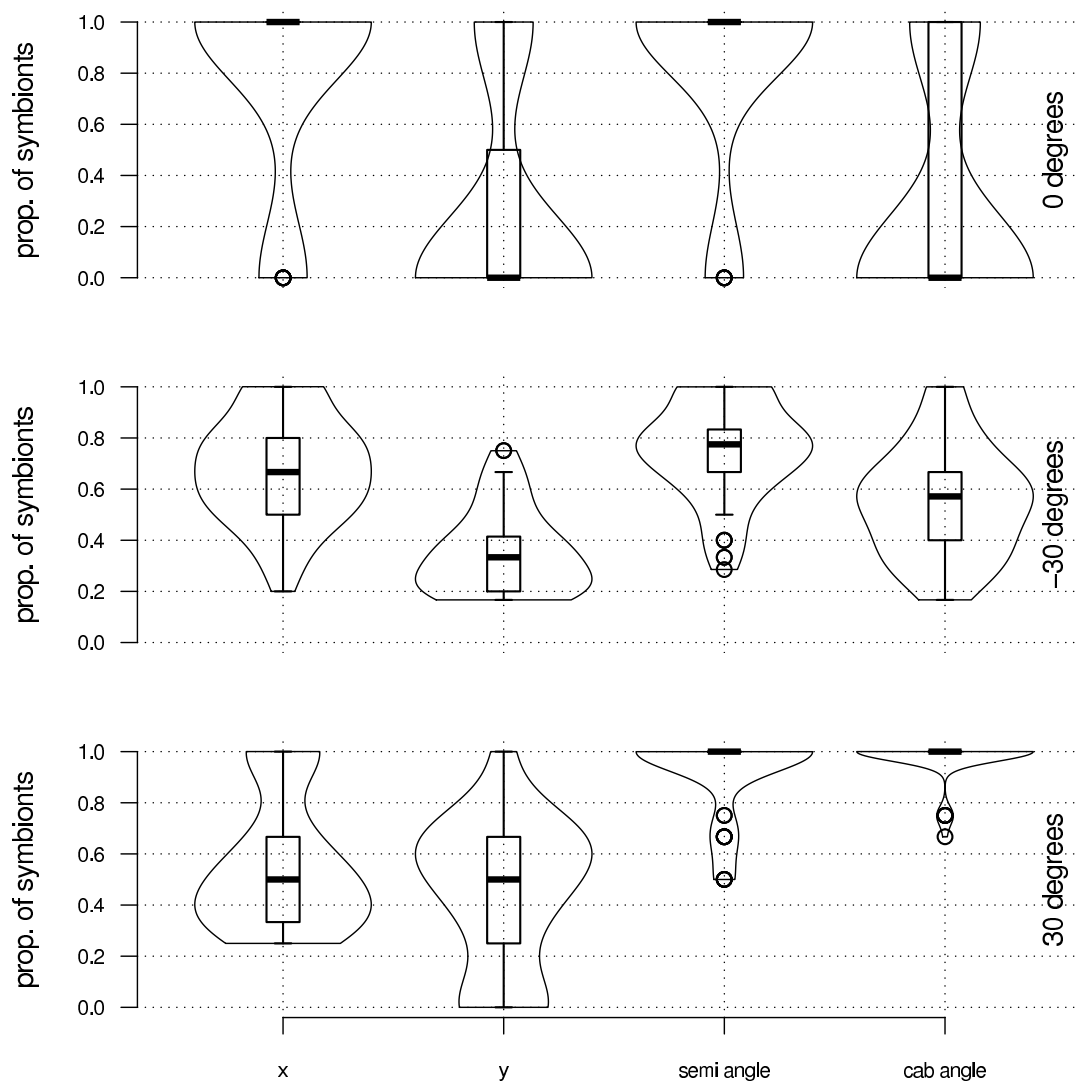 prop. of symbionts
1.0
0.8
0.6
0.4
0.2
0.0
0 degrees
prop. of symbionts
1.0
0.8
0.6
0.4
0.2
0.0
−30 degrees
prop. of symbionts
1.0
0.8
0.6
0.4
0.2
0.0
30 degrees
x y semi angle cab angle